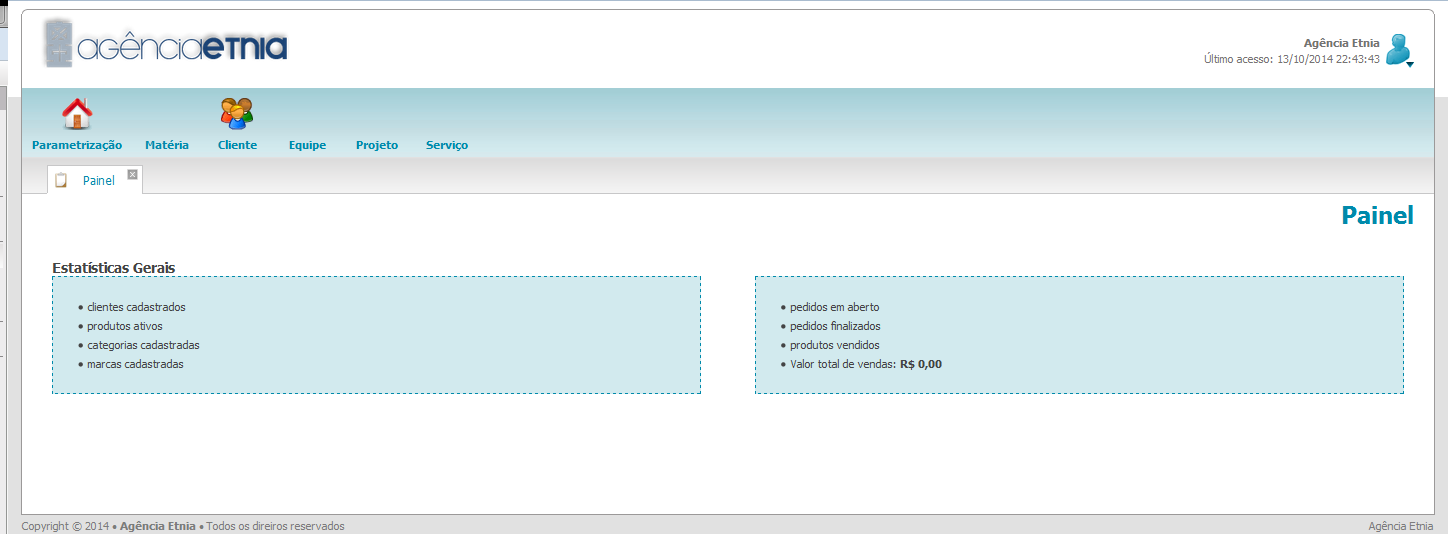 agênciaETNIA
Agência Etnia
Último acesso: 13/10/2014 22:43:43
Parametrização Matéria Cliente Equipe Projeto Serviço
Painel
Painel
Estatísticas Gerais
• clientes cadastrados
• produtos ativos
• categorias cadastradas
• marcas cadastradas
• pedidos em aberto
• pedidos finalizados
• produtos vendidos
• Valor total de vendas: R$ 0,00
Copyright © 2014 • Agência Etnia • Todos os direiros reservados
Agência Etnia